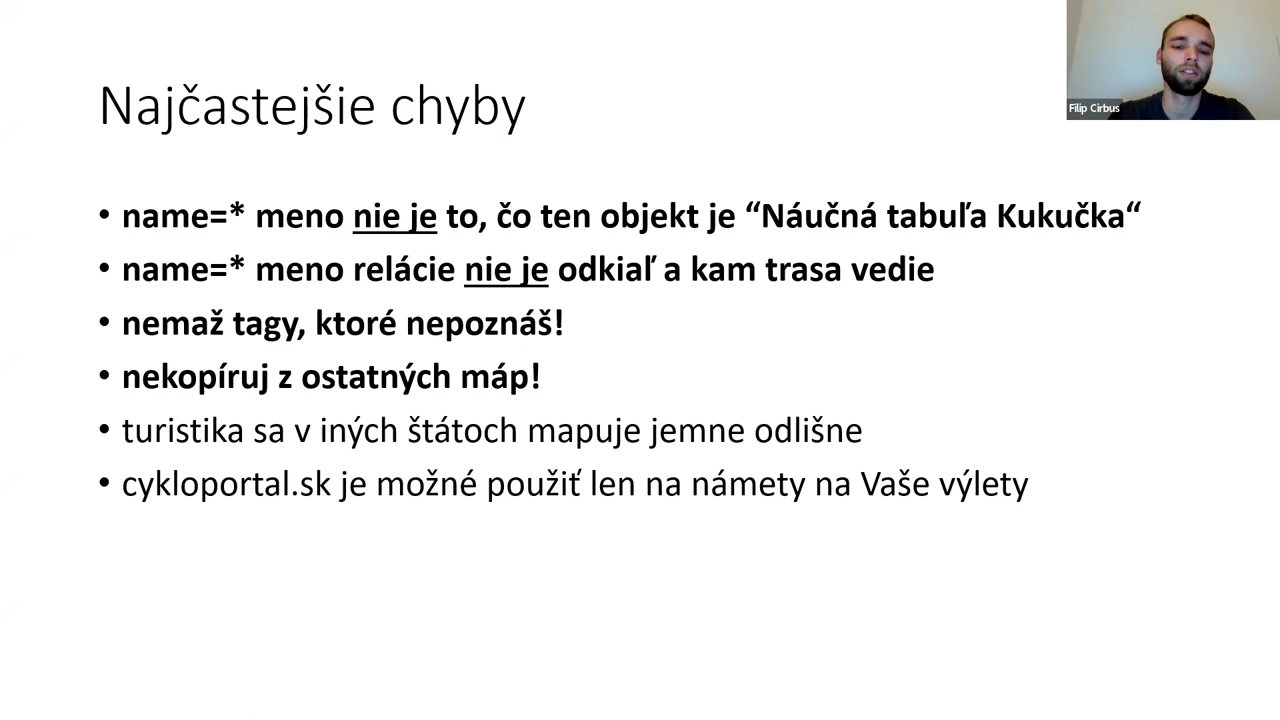 Najčastejšie chyby
Filip Cirbus
• name=* meno nie je to, čo ten objekt je “Náučná tabuľa Kukučka“
• name=* meno relácie nie je odkiaľ a kam trasa vedie
• nemaž tagy, ktoré nepoznáš!
• nekopíruj z ostatných máp!
• turistika sa v iných štátoch mapuje jemne odlišne
• cykloportal.sk je možné použiť len na námety na Vaše výlety